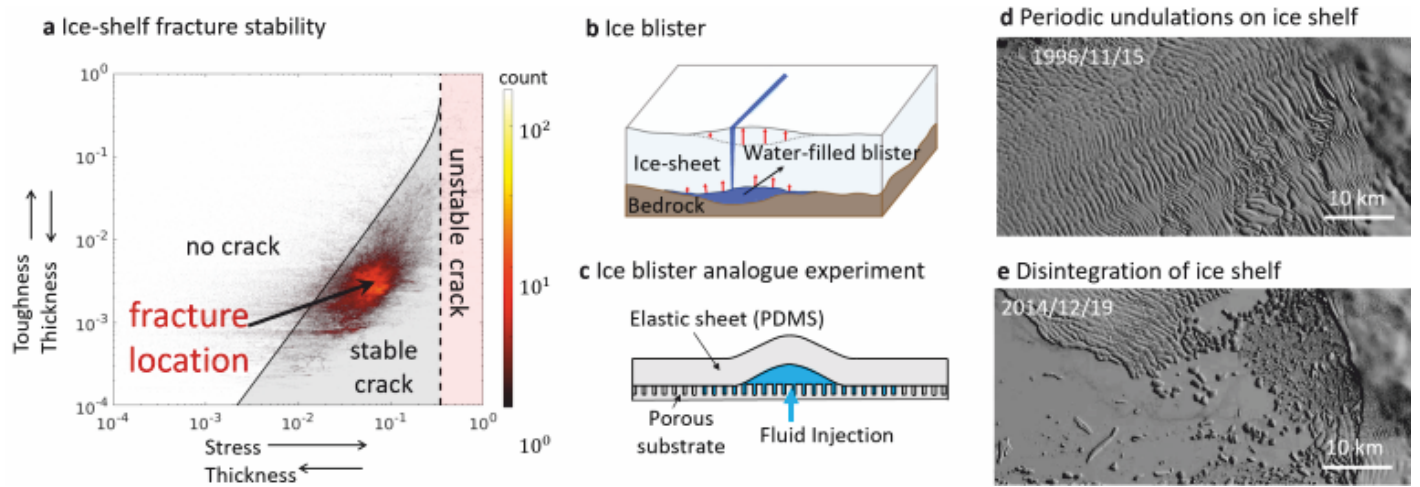 a Ice-shelf fracture stability
10⁰
10⁻¹
10⁻²
10⁻³
10⁻⁴
10⁻⁴
10⁻³
10⁻²
10⁻¹
10⁰
Toughness
Thickness
Stress
Thickness
no crack
fracture
location
stable
crack
unstable
crack
count
10²
10¹
10⁰
b Ice blister
Ice-sheet
Water-filled blister
Bedrock
c Ice blister analogue experiment
Elastic sheet (PDMS)
Porous
substrate
Fluid Injection
d Periodic undulations on ice shelf
1996/11/15
10 km
e Disintegration of ice shelf
2014/12/19
10 km